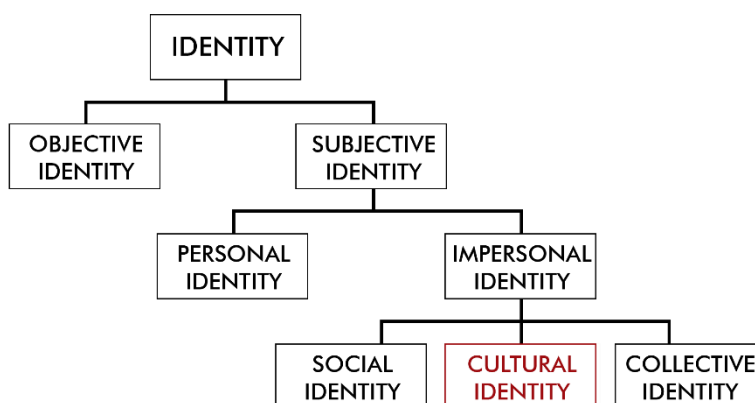 IDENTITY
OBJECTIVE
IDENTITY
SUBJECTIVE
IDENTITY
PERSONAL
IDENTITY
IMPERSONAL
IDENTITY
SOCIAL
IDENTITY
CULTURAL
IDENTITY
COLLECTIVE
IDENTITY